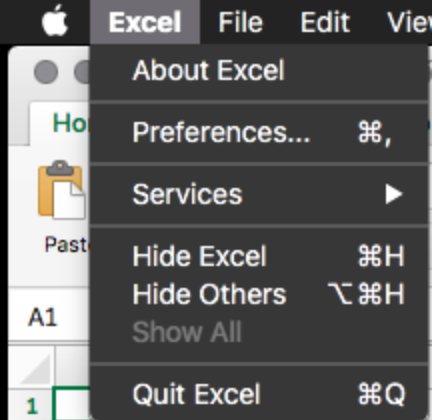 Excel File Edit
About Excel
Preferences... ⌘,
Services ▶
Hide Excel ⌘H
Hide Others ⌥⌘H
Show All
Quit Excel ⌘Q
A1
1